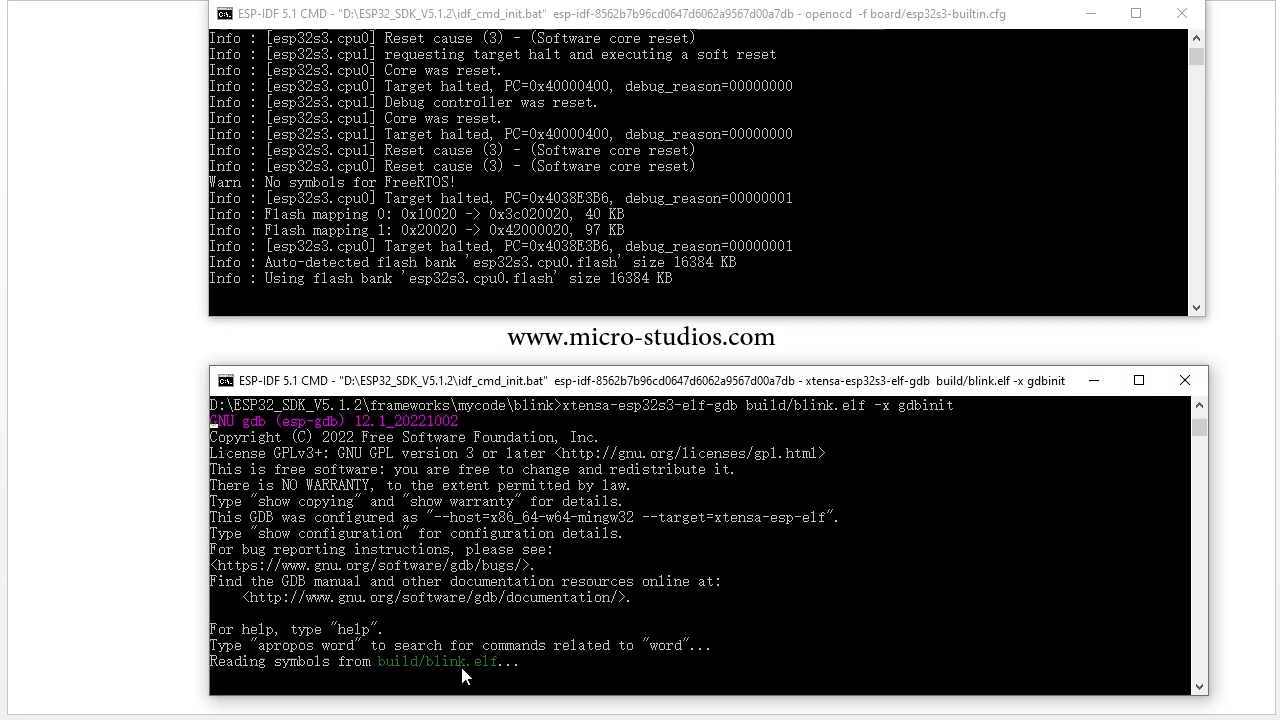 ESP-IDF 5.1 CMD - "D:\ESP32_SDK_V5.1.2\idf_cmd_init.bat"  esp-idf-8562b7b96cd0647d6062a9567d00a7db - openocd  -f board/esp32s3-builtin.cfg
Info : [esp32s3.cpu0] Reset cause (3) - (Software core reset)
Info : [esp32s3.cpu1] requesting target halt and executing a soft reset
Info : [esp32s3.cpu0] Core was reset.
Info : [esp32s3.cpu0] Target halted, PC=0x40000400, debug_reason=00000000
Info : [esp32s3.cpu1] Debug controller was reset.
Info : [esp32s3.cpu1] Core was reset.
Info : [esp32s3.cpu1] Target halted, PC=0x40000400, debug_reason=00000000
Info : [esp32s3.cpu1] Reset cause (3) - (Software core reset)
Info : [esp32s3.cpu0] Reset cause (3) - (Software core reset)
Warn : No symbols for FreeRTOS!
Info : [esp32s3.cpu0] Target halted, PC=0x4038E3B6, debug_reason=00000001
Info : Flash mapping 0: 0x10020 -> 0x3c020020, 40 KB
Info : Flash mapping 1: 0x20020 -> 0x42000020, 97 KB
Info : [esp32s3.cpu0] Target halted, PC=0x4038E3B6, debug_reason=00000001
Info : Auto-detected flash bank 'esp32s3.cpu0.flash' size 16384 KB
Info : Using flash bank 'esp32s3.cpu0.flash' size 16384 KB
www.micro-studios.com
ESP-IDF 5.1 CMD - "D:\ESP32_SDK_V5.1.2\idf_cmd_init.bat"  esp-idf-8562b7b96cd0647d6062a9567d00a7db - xtensa-esp32s3-elf-gdb  build/blink.elf -x gdbinit
D:\ESP32_SDK_V5.1.2\frameworks\mycode\blink>xtensa-esp32s3-elf-gdb build/blink.elf -x gdbinit
GNU gdb (esp-gdb) 12.1_20221002
Copyright (C) 2022 Free Software Foundation, Inc.
License GPLv3+: GNU GPL version 3 or later <http://gnu.org/licenses/gpl.html>
This is free software: you are free to change and redistribute it.
There is NO WARRANTY, to the extent permitted by law.
Type "show copying" and "show warranty" for details.
This GDB was configured as "--host=x86_64-w64-mingw32 --target=xtensa-esp-elf".
Type "show configuration" for configuration details.
For bug reporting instructions, please see:
<https://www.gnu.org/software/gdb/bugs/>.
Find the GDB manual and other documentation resources online at:
<http://www.gnu.org/software/gdb/documentation/>.
For help, type "help".
Type "apropos word" to search for commands related to "word"...
Reading symbols from build/blink.elf...